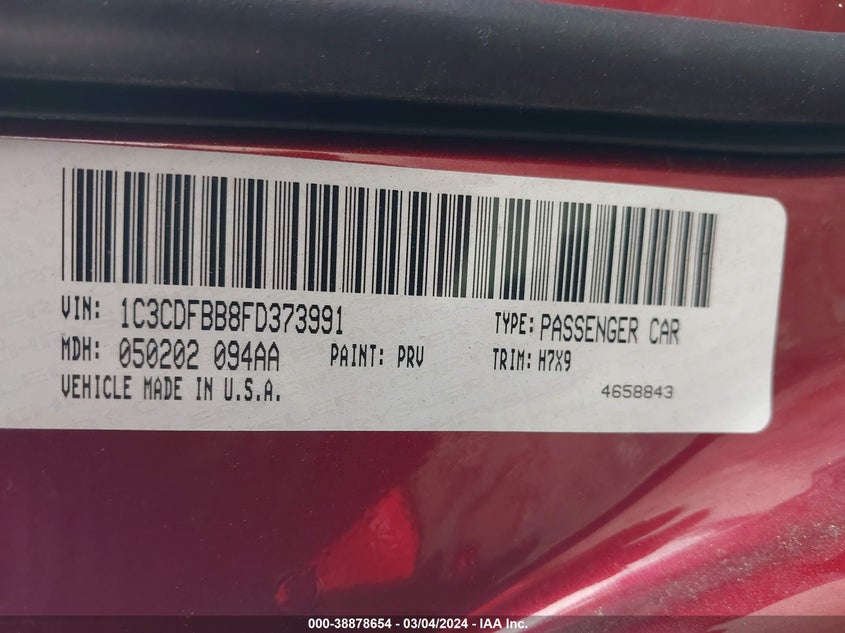 VIN: 1C3CDFBB8FD373991 TYPE: PASSENGER CAR
MDH: 050202 094AA PAINT: PRV TRIM: H7X9
VEHICLE MADE IN U.S.A. 4658843
000-38878654 - 03/04/2024 - IAA Inc.